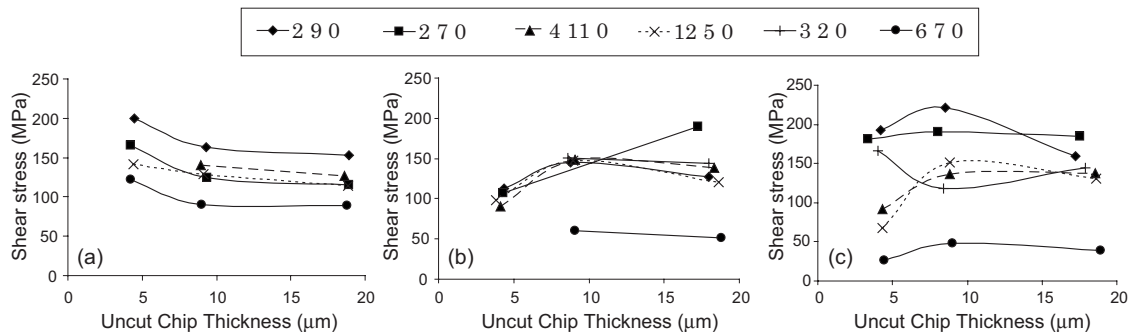 2 9 0 2 7 0 4 11 0 12 5 0 3 2 0 6 7 0
250 250 250
200 200 200
150 150 150
100 100 100
50 50 50
0 0 0
Shear stress (MPa) Shear stress (MPa) Shear stress (MPa)
(a) (b) (c)
0 5 10 15 20 0 5 10 15 20 0 5 10 15 20
Uncut Chip Thickness (μm) Uncut Chip Thickness (μm) Uncut Chip Thickness (μm)